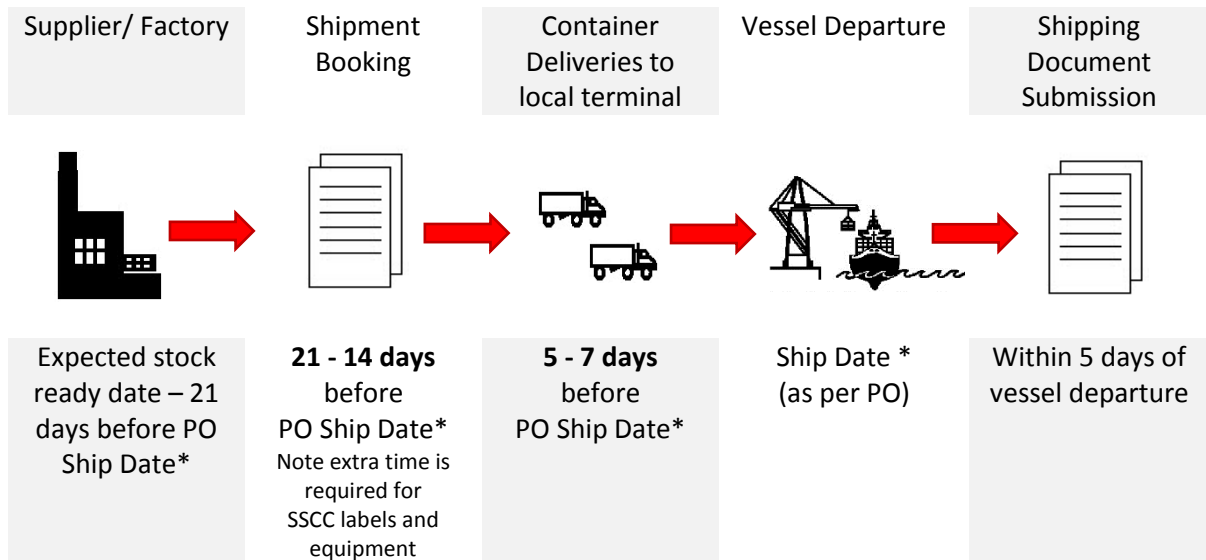 Supplier/ Factory
Shipment
Booking
Container
Deliveries to
local terminal
Vessel Departure
Shipping
Document
Submission
Expected stock
ready date – 21
days before PO
Ship Date*
21 - 14 days
before
PO Ship Date*
Note extra time is
required for
SSCC labels and
equipment
5 - 7 days
before
PO Ship Date*
Ship Date *
(as per PO)
Within 5 days of
vessel departure